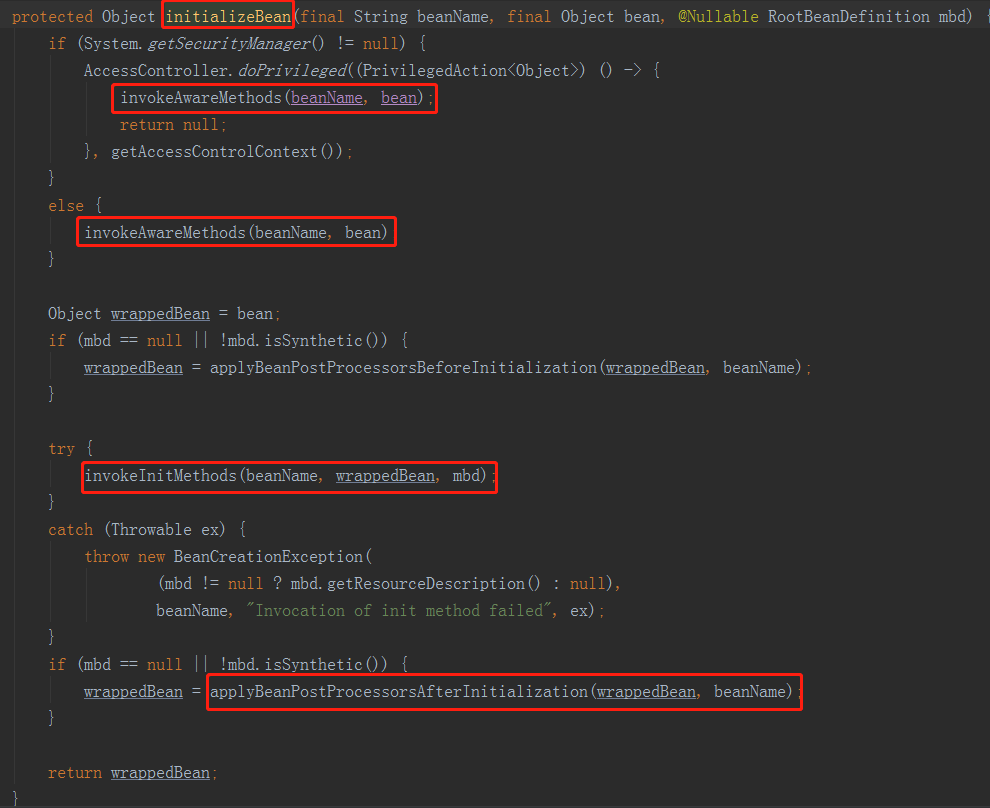 protected Object initializeBean(final String beanName, final Object bean, @Nullable RootBeanDefinition mbd) {
if (System.getSecurityManager() != null) {
AccessController.doPrivileged((PrivilegedAction<Object>) () -> {
invokeAwareMethods(beanName, bean);
return null;
}, getAccessControlContext());
}
else {
invokeAwareMethods(beanName, bean)
}
Object wrappedBean = bean;
if (mbd == null || !mbd.isSynthetic()) {
wrappedBean = applyBeanPostProcessorsBeforeInitialization(wrappedBean, beanName);
}
try {
invokeInitMethods(beanName, wrappedBean, mbd);
}
catch (Throwable ex) {
throw new BeanCreationException(
(mbd != null ? mbd.getResourceDescription() : null),
beanName, "Invocation of init method failed", ex);
}
if (mbd == null || !mbd.isSynthetic()) {
wrappedBean = applyBeanPostProcessorsAfterInitialization(wrappedBean, beanName);
}
return wrappedBean;
}